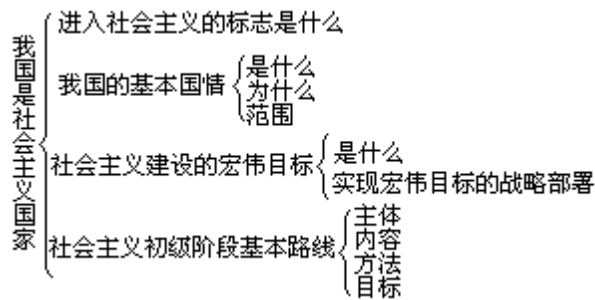 我国是社会主义国家
进入社会主义的标志是什么
我国的基本国情
是什么
为什么
范围
社会主义建设的宏伟目标
是什么
实现宏伟目标的战略部署
社会主义初级阶段基本路线
主体
内容
方法
目标